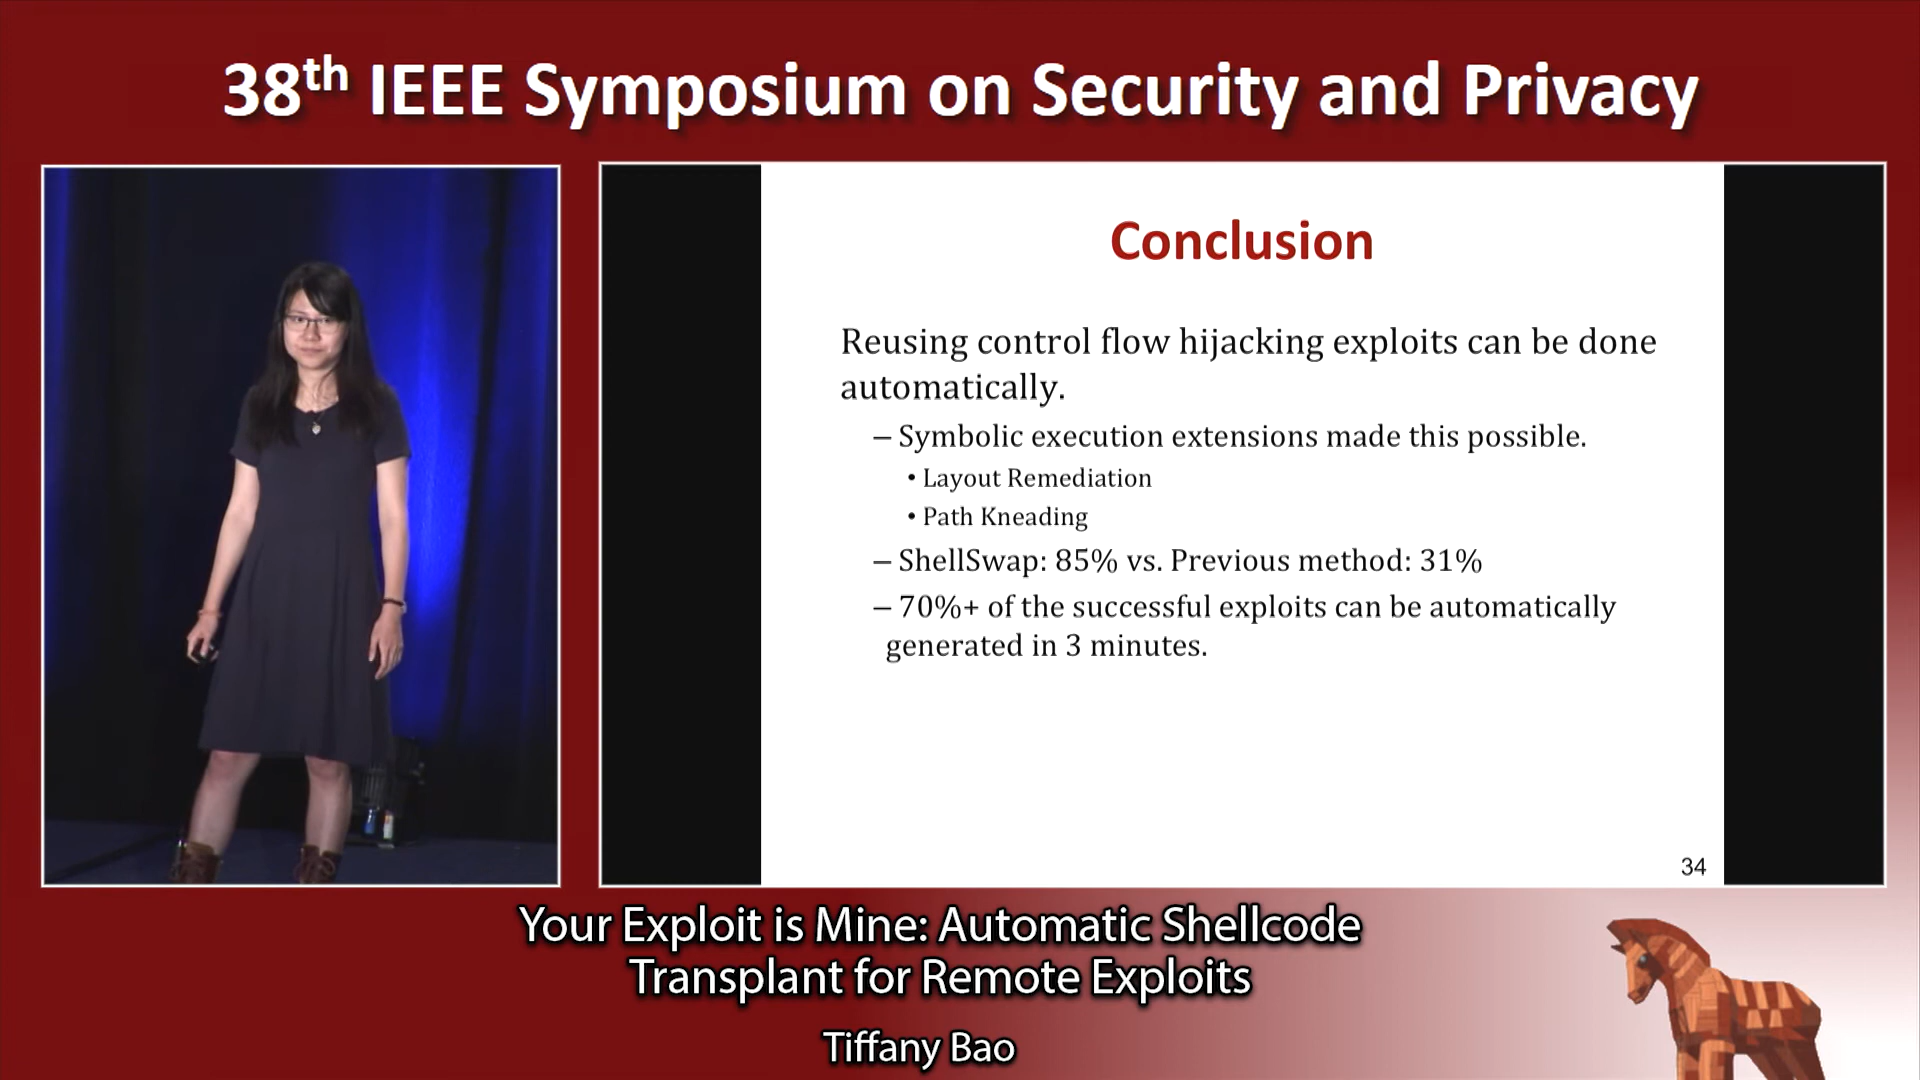 38th IEEE Symposium on Security and Privacy
Conclusion
Reusing control flow hijacking exploits can be done
automatically.
– Symbolic execution extensions made this possible.
• Layout Remediation
• Path Kneading
– ShellSwap: 85% vs. Previous method: 31%
– 70%+ of the successful exploits can be automatically
generated in 3 minutes.
34
Your Exploit is Mine: Automatic Shellcode
Transplant for Remote Exploits
Tiffany Bao